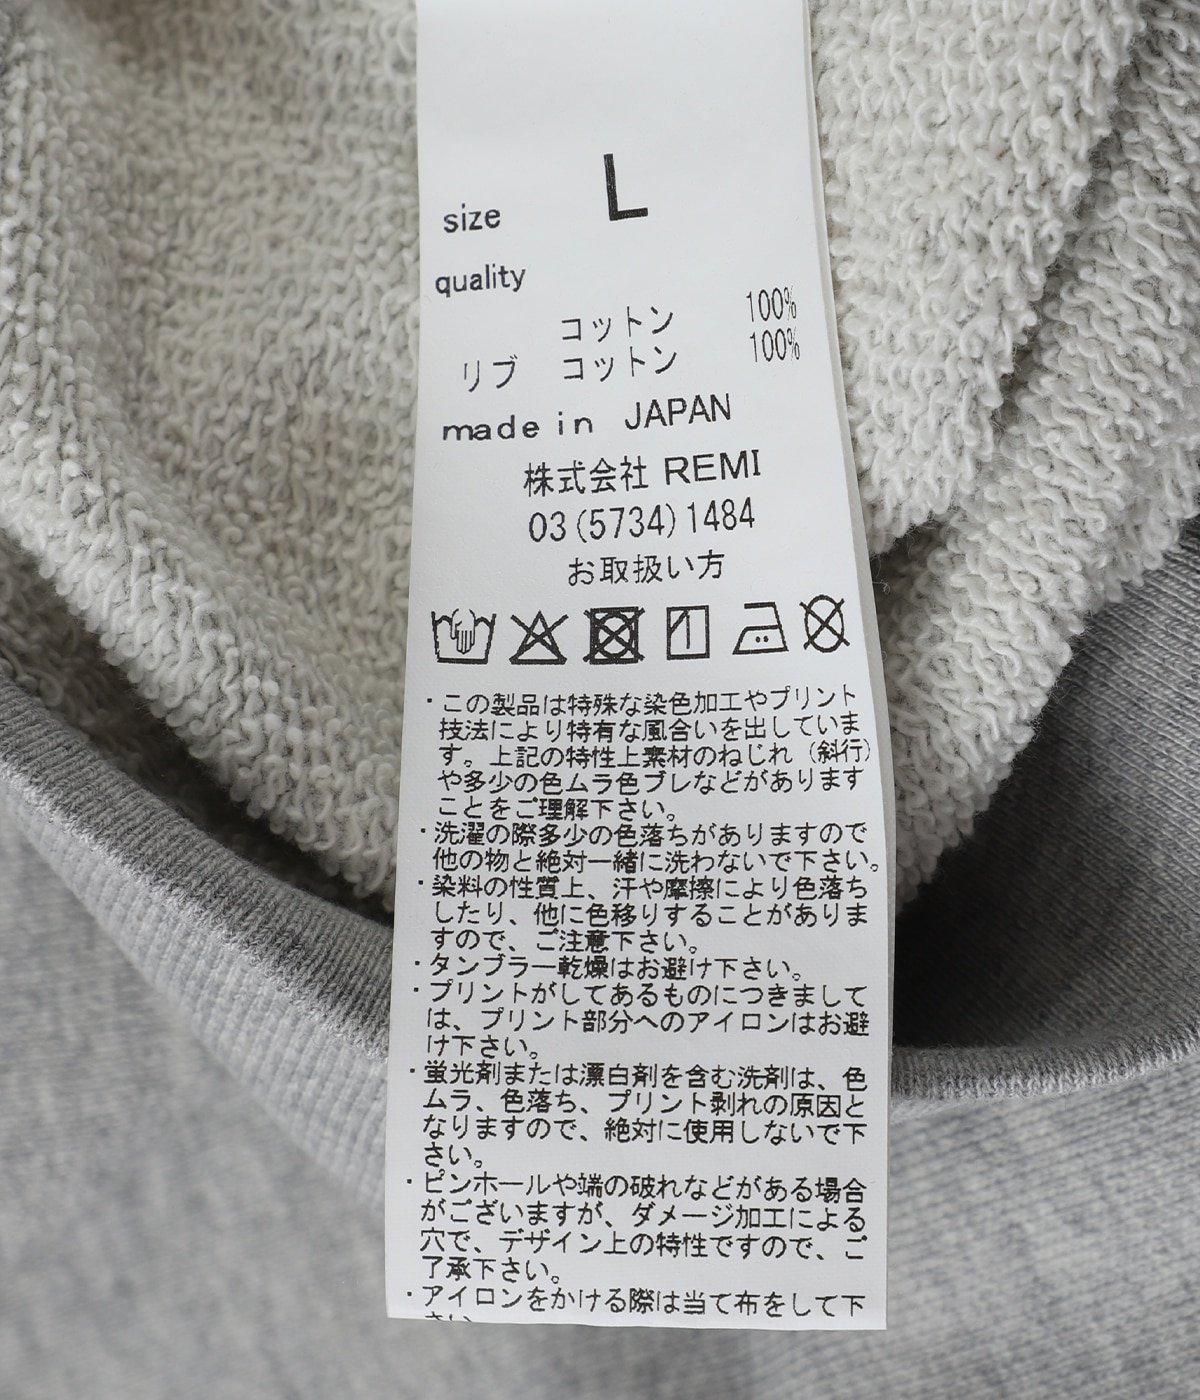 size L
quality
コットン 100%
リブ コットン 100%
made in JAPAN
株式会社 REMI
03(5734)1484
お取扱い方
・この製品は特殊な染色加工やプリント
技法により特有な風合いを出していま
す。上記の特性上素材のねじれ（斜行）
や多少の色ムラ色ブレなどがあります
ことをご理解下さい。
・洗濯の際多少の色落ちがありますので
他の物と絶対一緒に洗わないで下さい。
・染料の性質上、汗や摩擦により色落ち
したり、他に色移りすることがありま
すので、ご注意下さい。
・タンブラー乾燥はお避け下さい。
・プリントがしてあるものにつきまして
は、プリント部分へのアイロンはお避
け下さい。
・蛍光剤または漂白剤を含む洗剤は、色
ムラ、色落ち、プリント剥れの原因と
なりますので、絶対に使用しないで下
さい。
・ピンホールや端の破れなどがある場合
がございますが、ダメージ加工による
穴で、デザイン上の特性ですので、ご
了承下さい。
・アイロンをかける際は当て布をして下
さい。